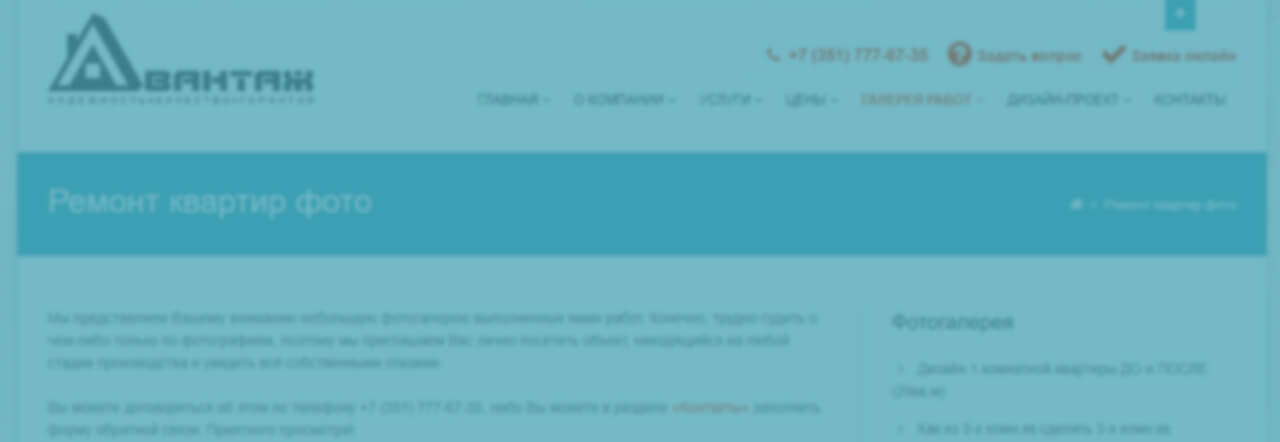 АВАНТАЖ
НАДЕЖНОСТЬ•КАЧЕСТВО•ГАРАНТИЯ
+7 (351) 777-67-35 Задать вопрос Заявка онлайн
ГЛАВНАЯ О КОМПАНИИ УСЛУГИ ЦЕНЫ ГАЛЕРЕЯ РАБОТ ДИЗАЙН-ПРОЕКТ КОНТАКТЫ
Ремонт квартир фото
Ремонт квартир фото
Мы представляем Вашему вниманию небольшую фотогалерею выполненных нами работ. Конечно, трудно судить о
чем-либо только по фотографиям, поэтому мы приглашаем Вас лично посетить объект, находящийся на любой
стадии производства и увидеть всё собственными глазами.
Вы можете договориться об этом по телефону +7 (351) 777-67-35, либо Вы можете в разделе «Контакты» заполнить
форму обратной связи. Приятного просмотра!
Фотогалерея
Дизайн 1 комнатной квартиры ДО и ПОСЛЕ
Как из 2-х комн.кв сделать 3-х комн.кв